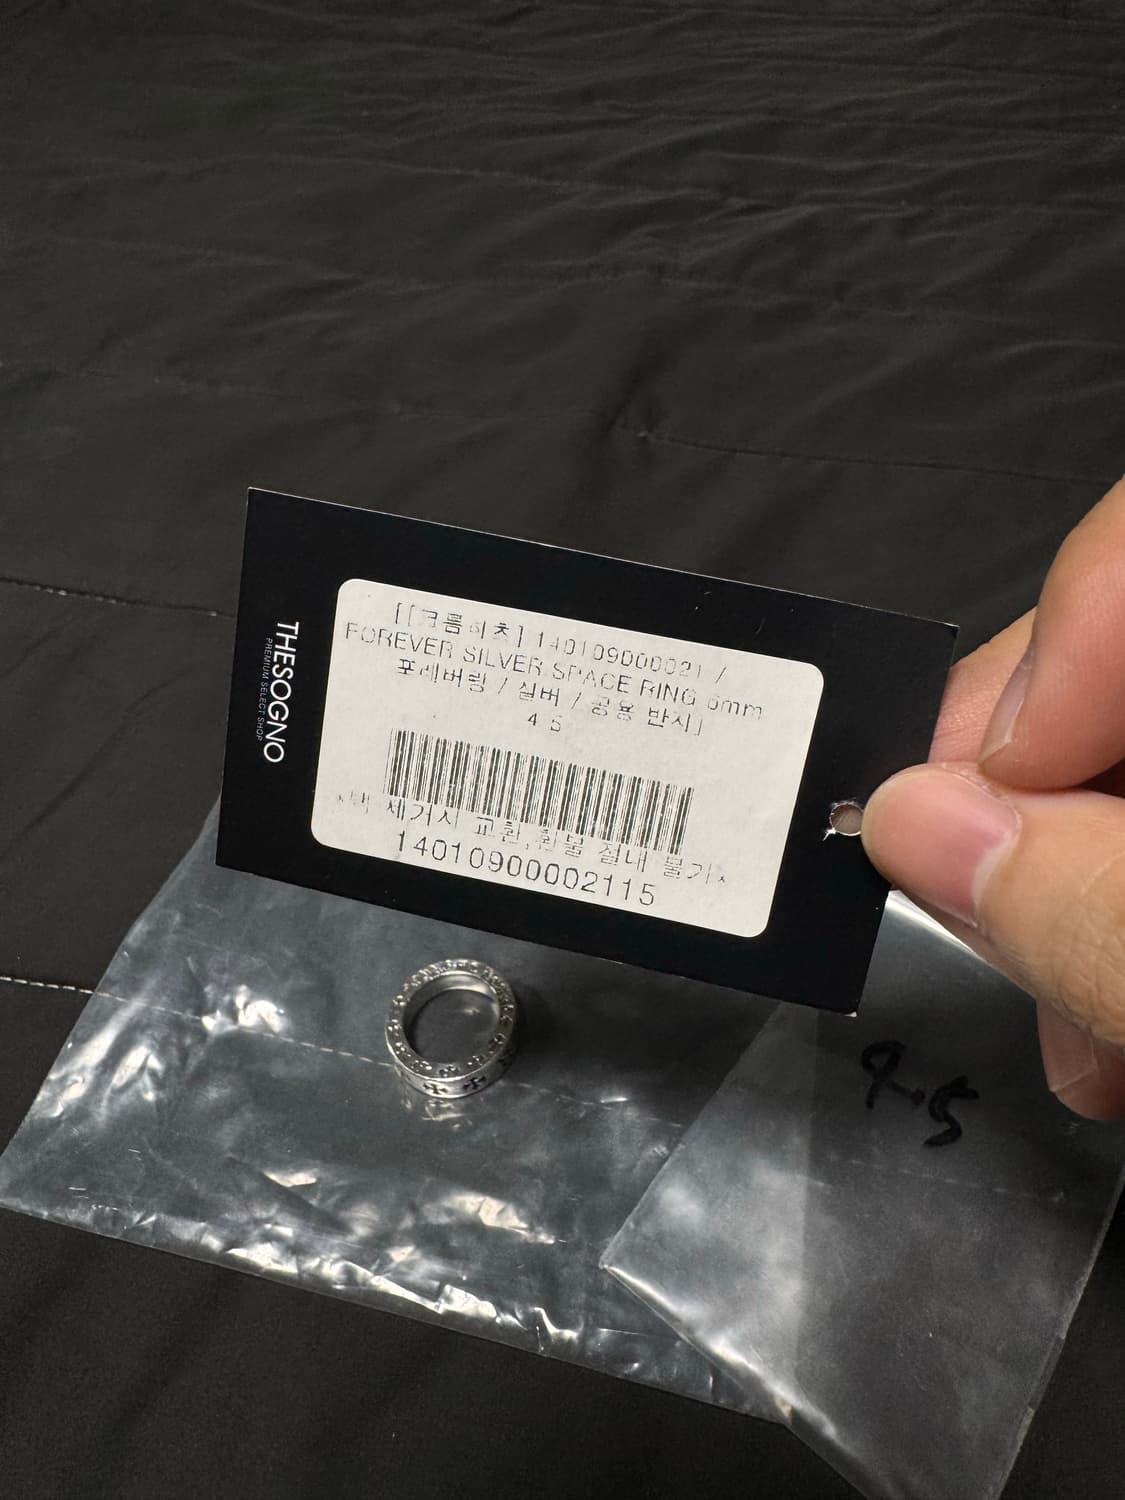 [[크롬하츠] 140109000021 /
FOREVER SILVER SPACE RING 6mm
포레버링 / 실버 / 공용 반지]
4.5
*택 제거시 교환,환불 절대 불가*
14010900002115
THESOGNO
PREMIUM SELECT SHOP
9.5